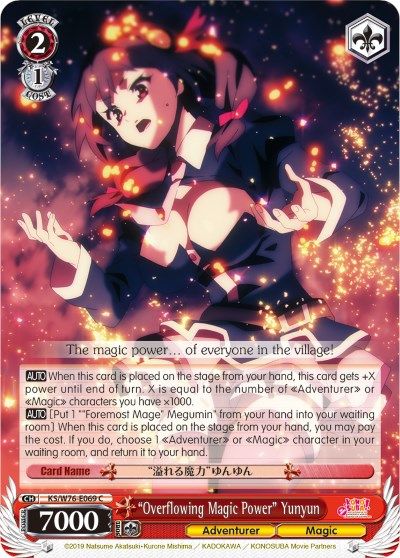 LEVEL
2
1
COST
The magic power... of everyone in the village!
AUTO When this card is placed on the stage from your hand, this card gets +X
power until end of turn. X is equal to the number of «Adventurer» or
«Magic» characters you have ×1000.
AUTO [Put 1 ""Foremost Mage" Megumin" from your hand into your waiting
room] When this card is placed on the stage from your hand, you may
pay the cost. If you do, choose 1 «Adventurer» or «Magic» character in your
waiting room, and return it to your hand.
Card Name
“溢れる魔力”ゆんゆん
CH
KS/W76-E069 C
POWER
7000
SOUL
“Overflowing Magic Power” Yunyun
Adventurer
Magic
©2019 Natsume Akatsuki・Kurone Mishima / KADOKAWA / KONOSUBA Movie Partners